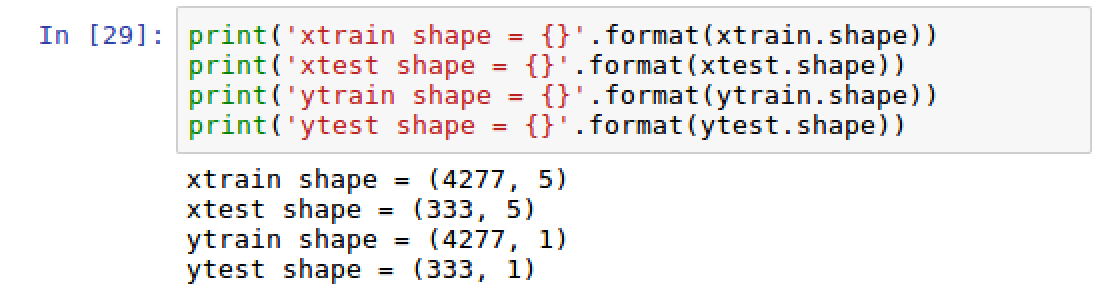 In [29]: print('xtrain shape = {}'.format(xtrain.shape))
print('xtest shape = {}'.format(xtest.shape))
print('ytrain shape = {}'.format(ytrain.shape))
print('ytest shape = {}'.format(ytest.shape))
xtrain shape = (4277, 5)
xtest shape = (333, 5)
ytrain shape = (4277, 1)
ytest shape = (333, 1)